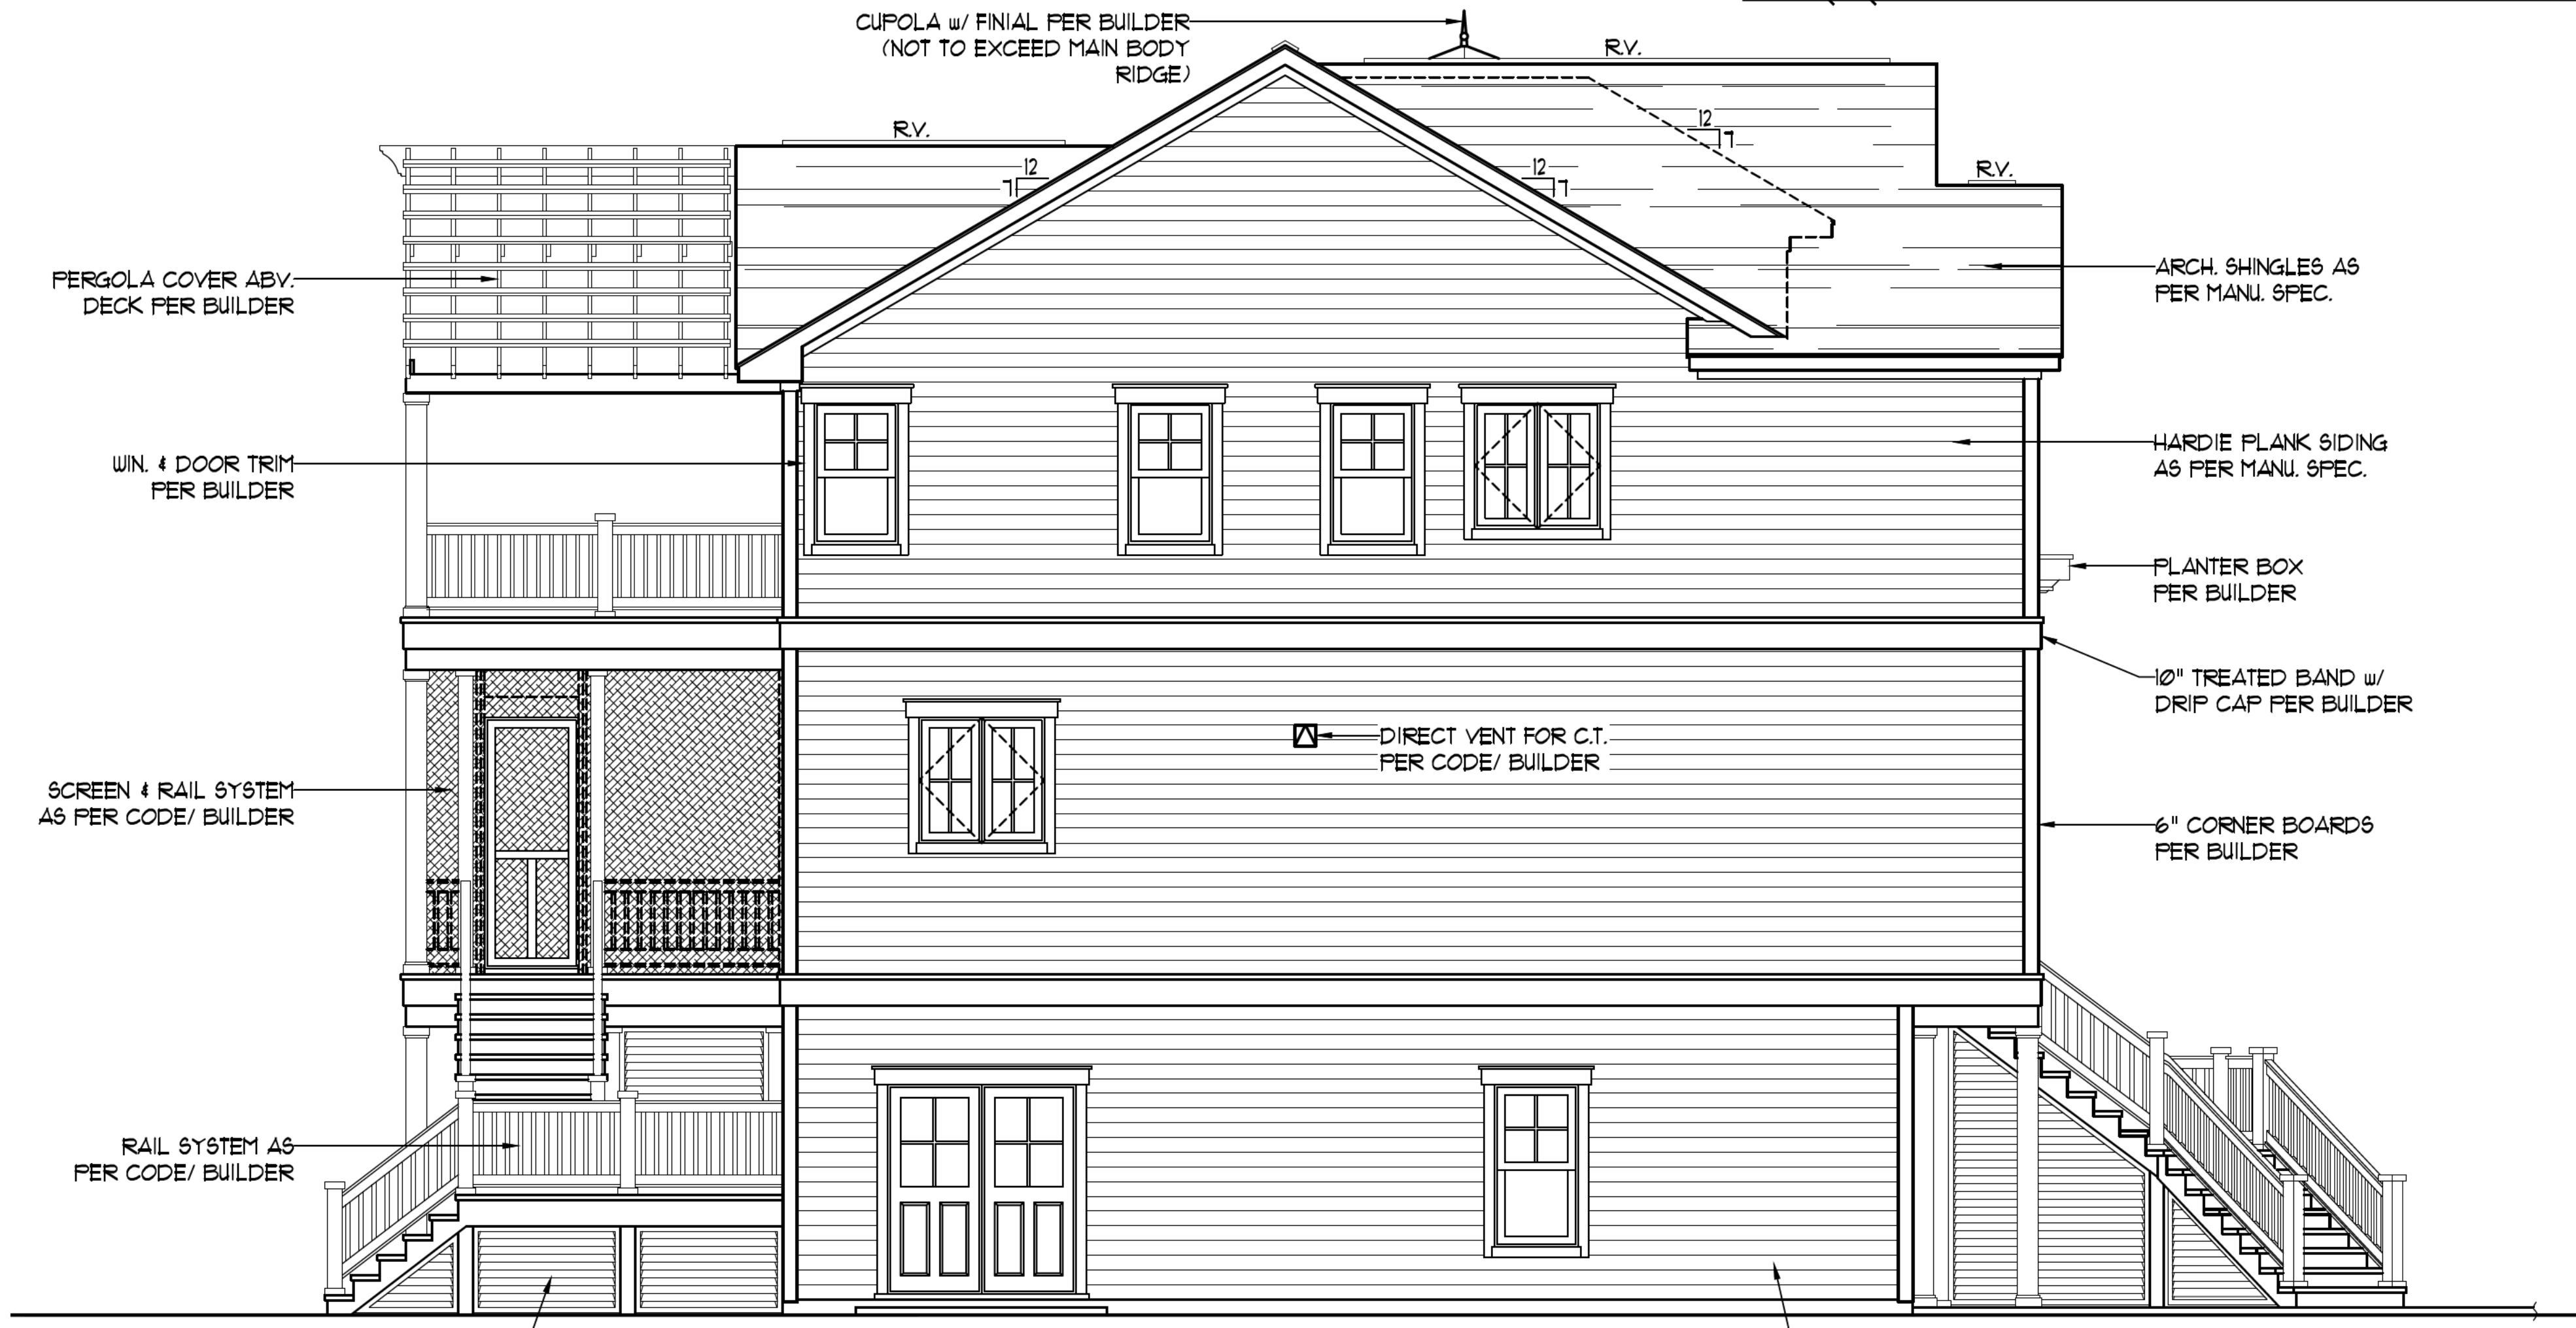 CUPOLA w/ FINIAL PER BUILDER
(NOT TO EXCEED MAIN BODY
RIDGE)
R.V.
R.V.
R.V.
12
7
12
7
12
7
PERGOLA COVER ABV.
DECK PER BUILDER
ARCH. SHINGLES AS
PER MANU. SPEC.
WIN. & DOOR TRIM
PER BUILDER
HARDIE PLANK SIDING
AS PER MANU. SPEC.
PLANTER BOX
PER BUILDER
10" TREATED BAND w/
DRIP CAP PER BUILDER
DIRECT VENT FOR C.T.
PER CODE/ BUILDER
SCREEN & RAIL SYSTEM
AS PER CODE/ BUILDER
6" CORNER BOARDS
PER BUILDER
RAIL SYSTEM AS
PER CODE/ BUILDER